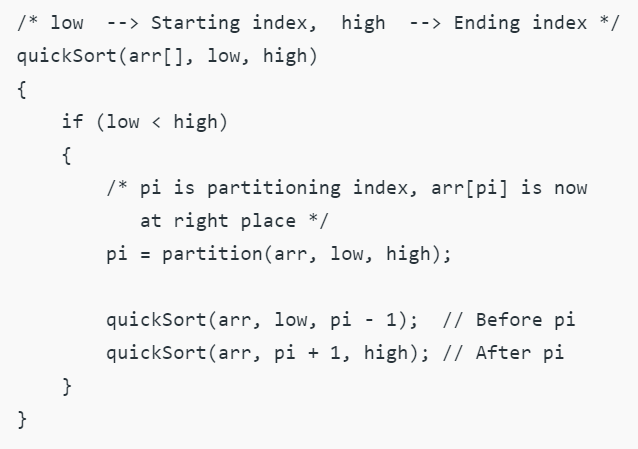 /* low  --> Starting index,  high  --> Ending index */
quickSort(arr[], low, high)
{
    if (low < high)
    {
        /* pi is partitioning index, arr[pi] is now
           at right place */
        pi = partition(arr, low, high);

        quickSort(arr, low, pi - 1);  // Before pi
        quickSort(arr, pi + 1, high); // After pi
    }
}